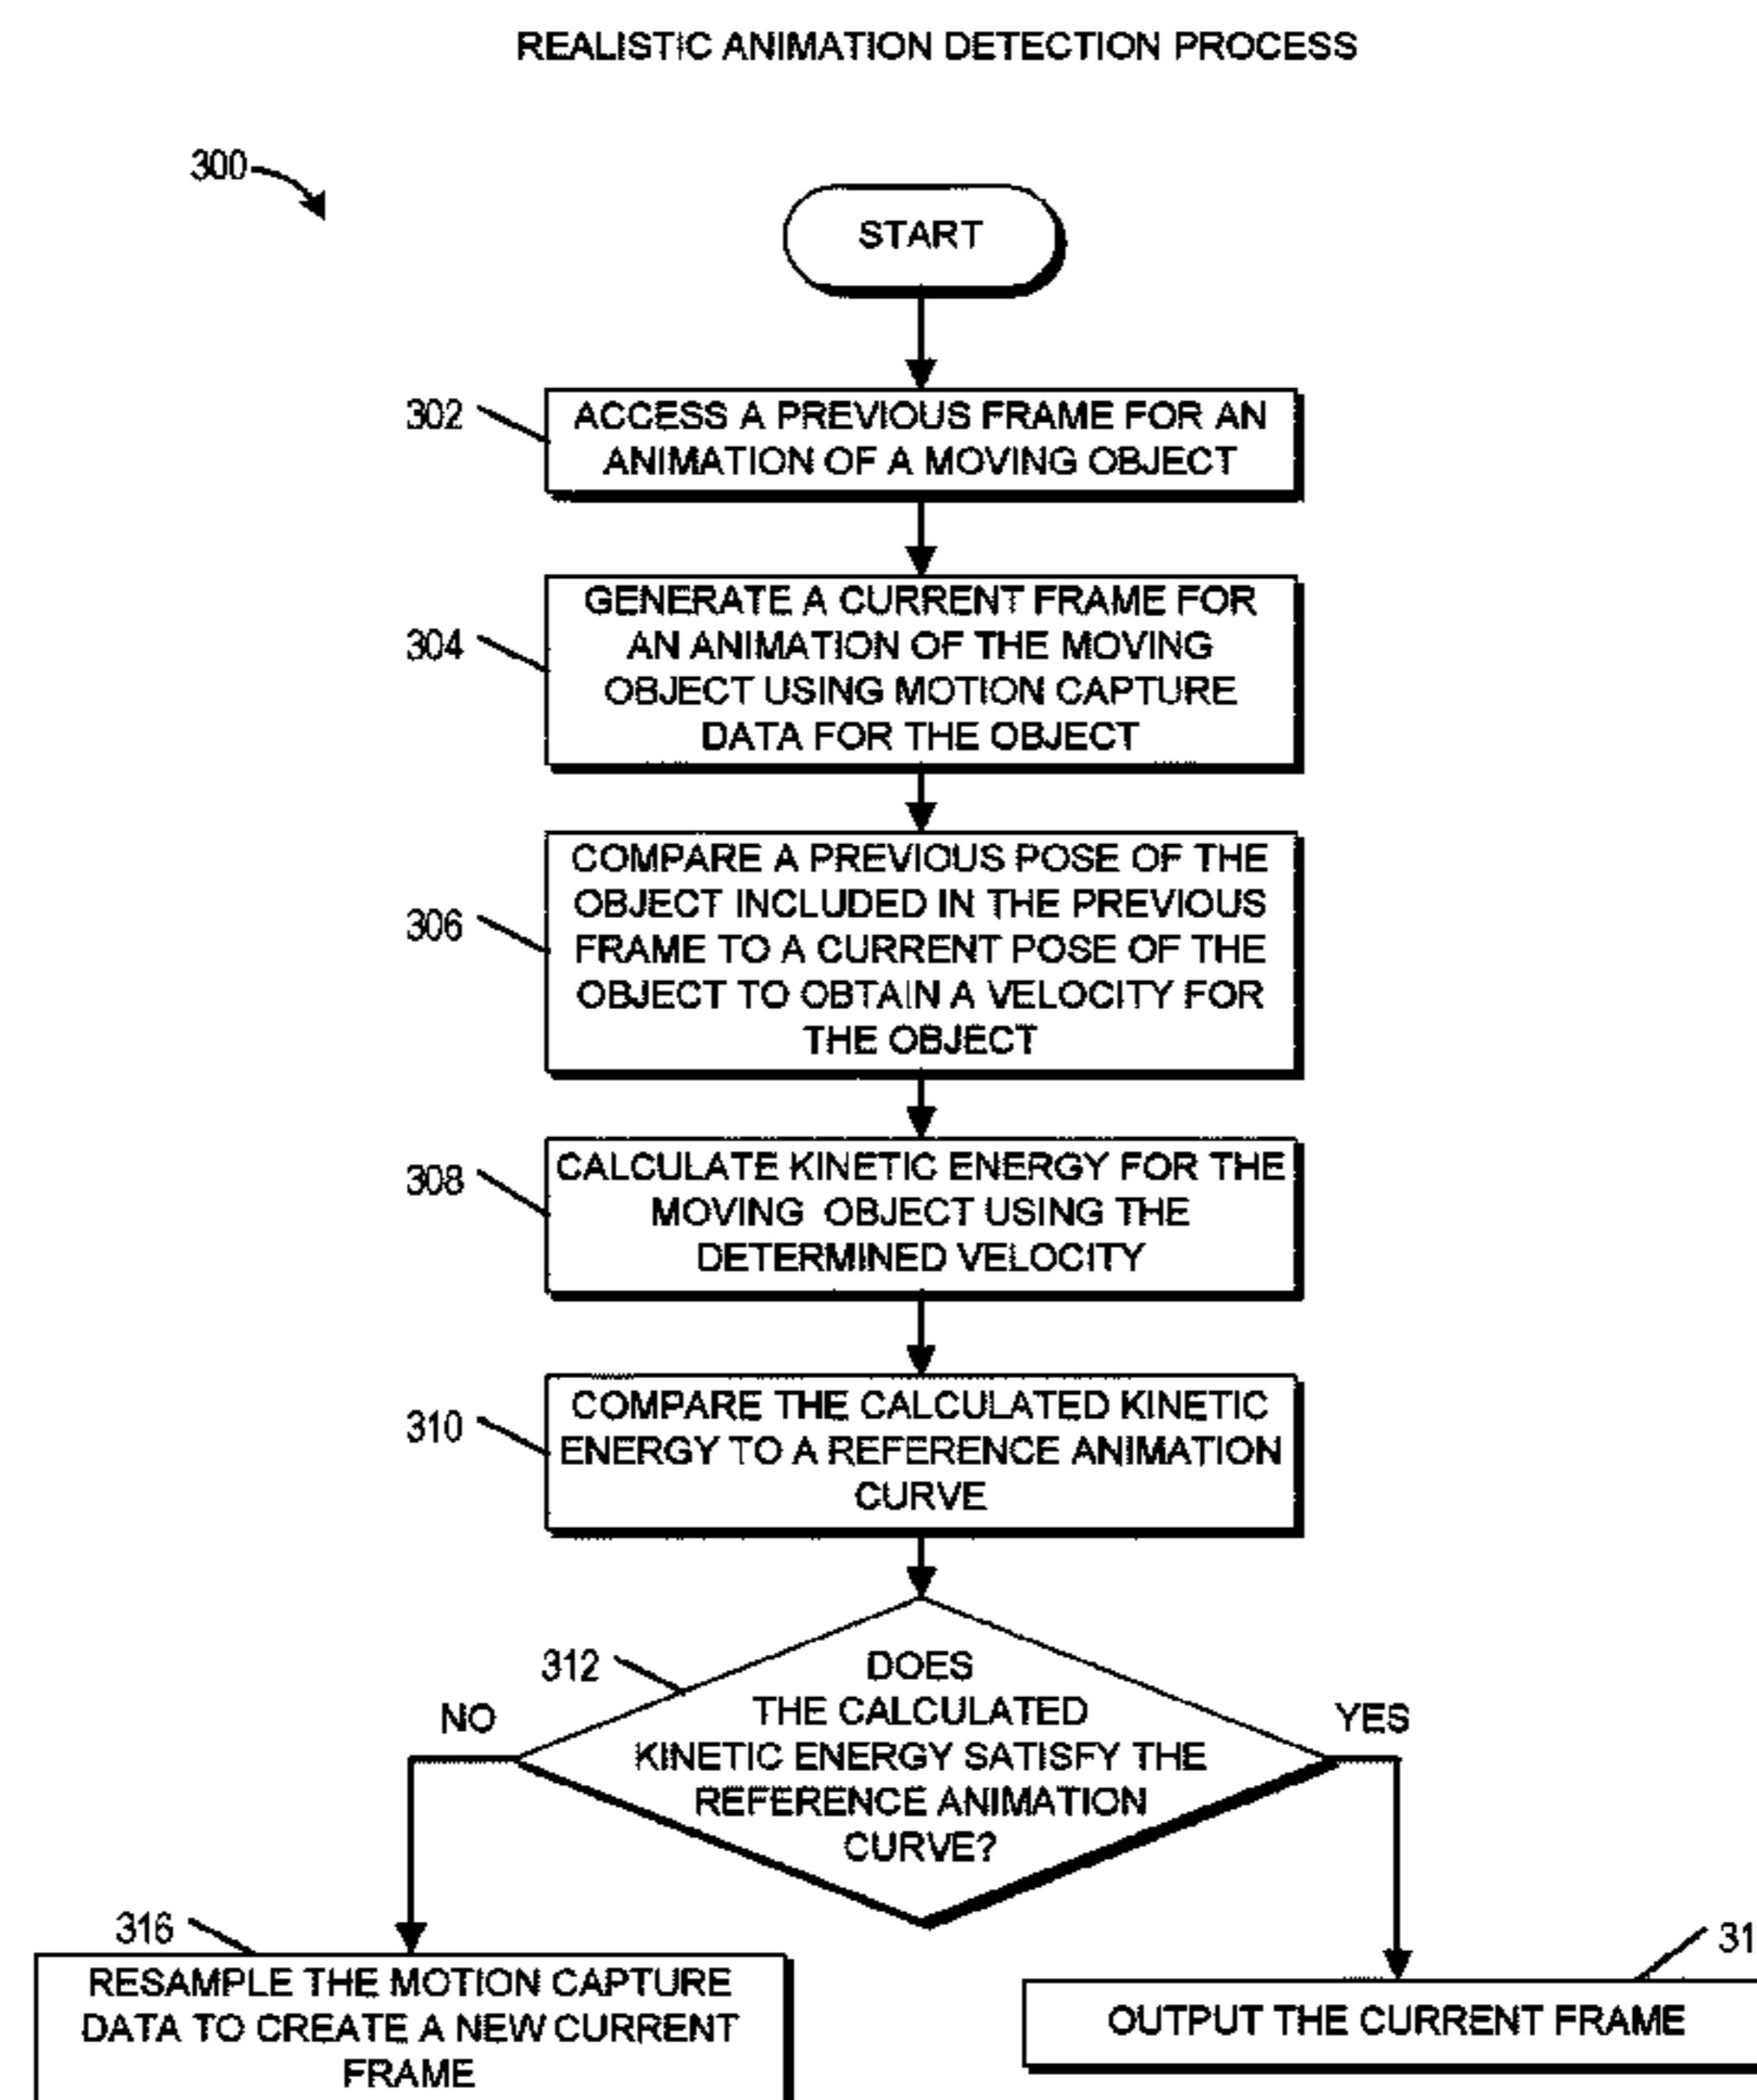 REALISTIC ANIMATION DETECTION PROCESS
300
START
302
ACCESS A PREVIOUS FRAME FOR AN
ANIMATION OF A MOVING OBJECT
304
GENERATE A CURRENT FRAME FOR
AN ANIMATION OF THE MOVING
OBJECT USING MOTION CAPTURE
DATA FOR THE OBJECT
306
COMPARE A PREVIOUS POSE OF THE
OBJECT INCLUDED IN THE PREVIOUS
FRAME TO A CURRENT POSE OF THE
OBJECT TO OBTAIN A VELOCITY FOR
THE OBJECT
308
CALCULATE KINETIC ENERGY FOR THE
MOVING OBJECT USING THE
DETERMINED VELOCITY
310
COMPARE THE CALCULATED KINETIC
ENERGY TO A REFERENCE ANIMATION
CURVE
312
DOES
THE CALCULATED
KINETIC ENERGY SATISFY THE
REFERENCE ANIMATION
CURVE?
NO
YES
316
RESAMPLE THE MOTION CAPTURE
DATA TO CREATE A NEW CURRENT
FRAME
31
OUTPUT THE CURRENT FRAME